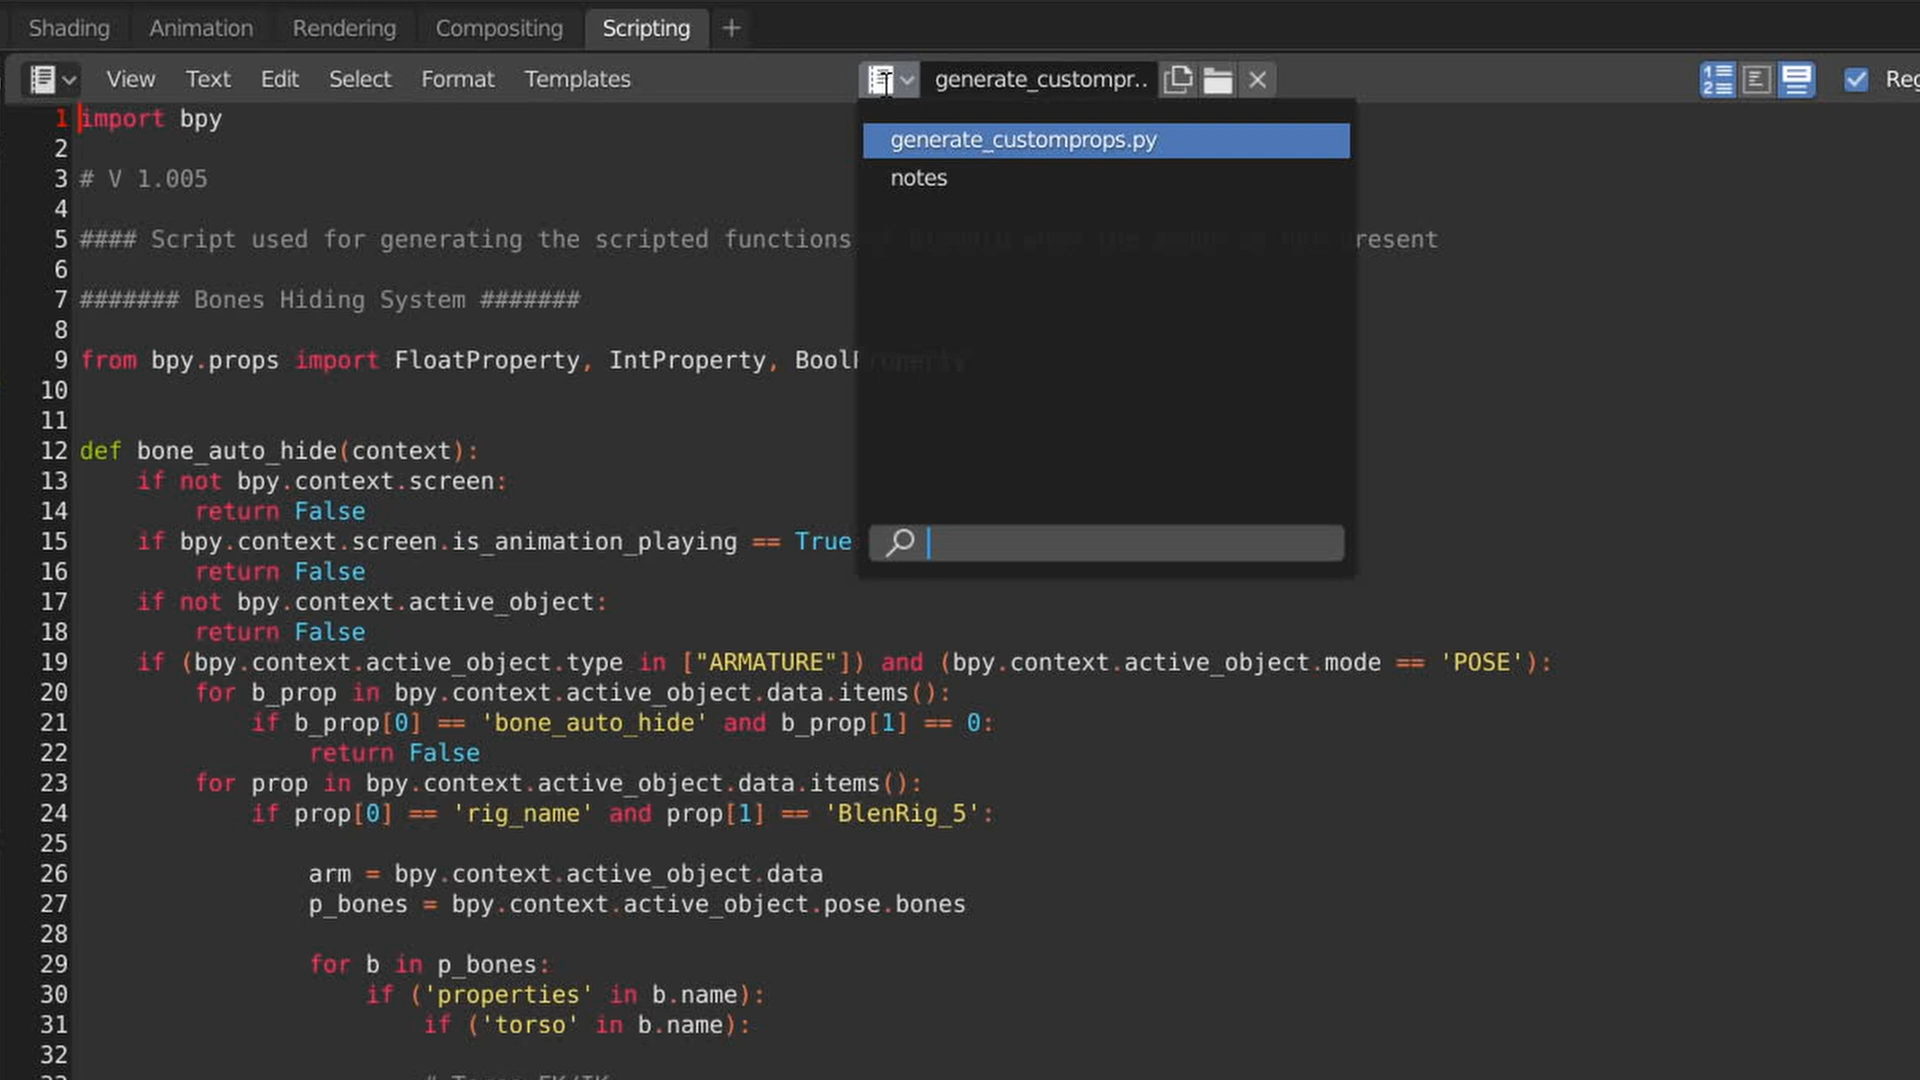 Shading Animation Rendering Compositing Scripting +
View Text Edit Select Format Templates generate_custompr.. Reg
generate_customprops.py
notes
1 import bpy
2
3 # V 1.005
4
5 #### Script used for generating the scripted functions resent
6
7 ####### Bones Hiding System #######
8
9 from bpy.props import FloatProperty, IntProperty, BoolProperty
10
11
12 def bone_auto_hide(context):
13 if not bpy.context.screen:
14 return False
15 if bpy.context.screen.is_animation_playing == True
16 return False
17 if not bpy.context.active_object:
18 return False
19 if (bpy.context.active_object.type in ["ARMATURE"]) and (bpy.context.active_object.mode == 'POSE'):
20 for b_prop in bpy.context.active_object.data.items():
21 if b_prop[0] == 'bone_auto_hide' and b_prop[1] == 0:
22 return False
23 for prop in bpy.context.active_object.data.items():
24 if prop[0] == 'rig_name' and prop[1] == 'BlenRig_5':
25
26 arm = bpy.context.active_object.data
27 p_bones = bpy.context.active_object.pose.bones
28
29 for b in p_bones:
30 if ('properties' in b.name):
31 if ('torso' in b.name):
32